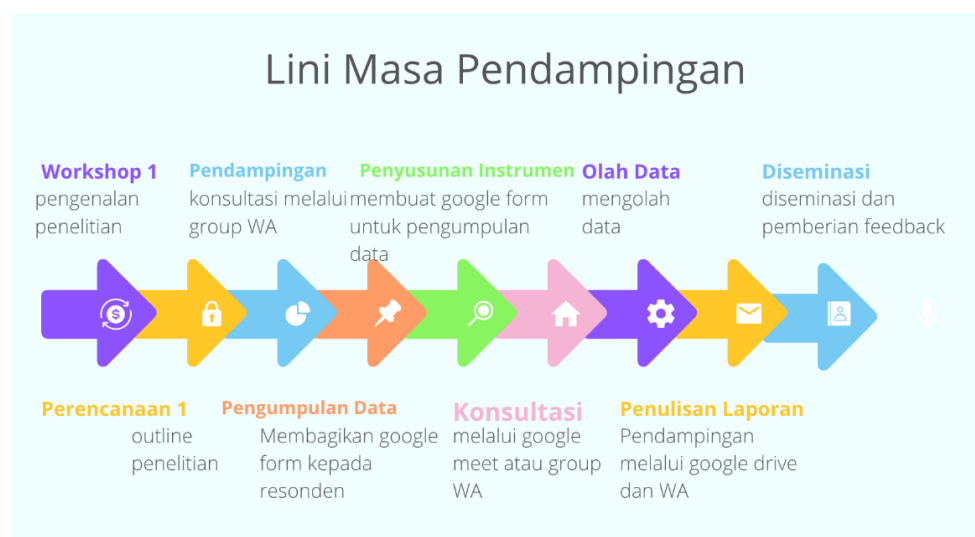 Lini Masa Pendampingan
Workshop 1
pengenalan
penelitian
Pendampingan
konsultasi melalui
group WA
Penyusunan Instrumen
membuat google form
untuk pengumpulan
data
Olah Data
mengolah
data
Diseminasi
diseminasi dan
pemberian feedback
Perencanaan 1
outline
penelitian
Pengumpulan Data
Membagikan google
form kepada
resonden
Konsultasi
melalui google
meet atau group
WA
Penulisan Laporan
Pendampingan
melalui google drive
dan WA